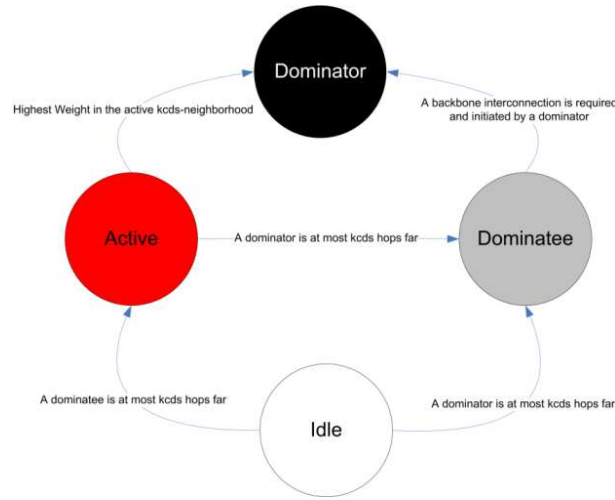 Dominator
Highest Weight in the active kcds-neighborhood
A backbone interconnection is required
and initiated by a dominator
Active
A dominator is at most kcds hops far
Dominatee
A dominatee is at most kcds hops far
A dominator is at most kcds hops far
Idle